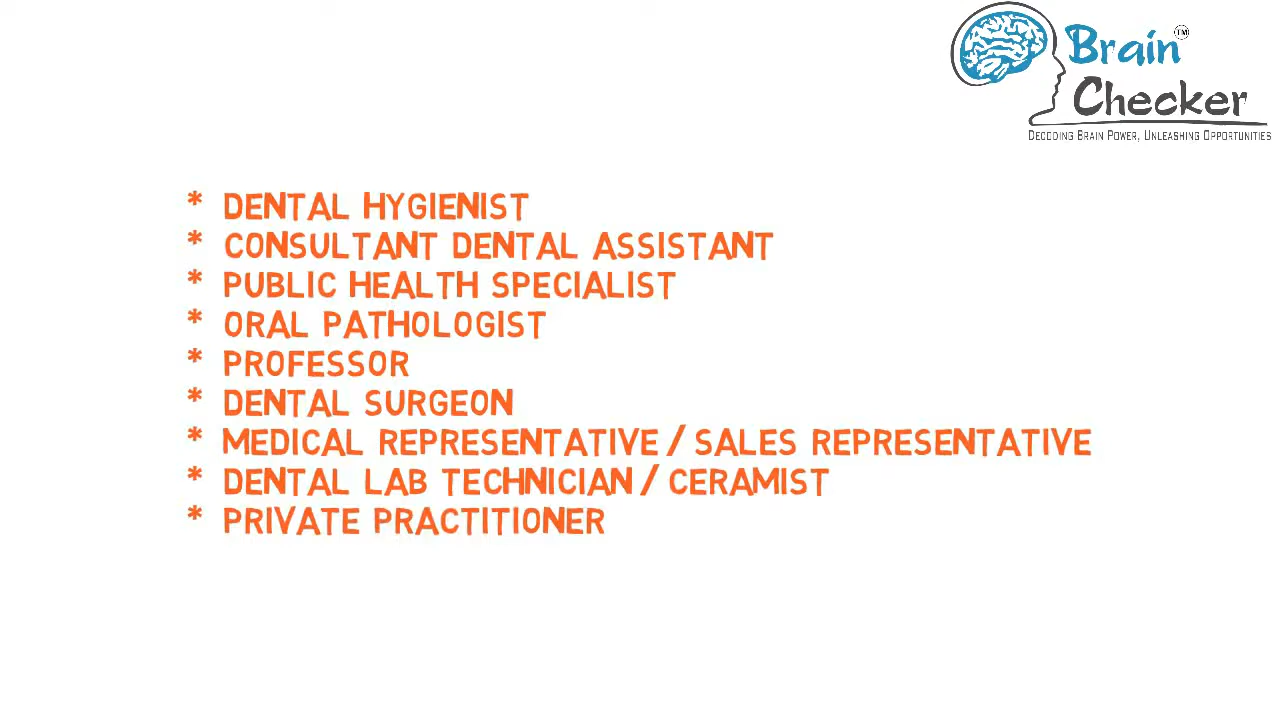 Brain™
Checker
Decoding Brain Power, Unleashing Opportunities
* DENTAL HYGIENIST
* CONSULTANT DENTAL ASSISTANT
* PUBLIC HEALTH SPECIALIST
* ORAL PATHOLOGIST
* PROFESSOR
* DENTAL SURGEON
* MEDICAL REPRESENTATIVE / SALES REPRESENTATIVE
* DENTAL LAB TECHNICIAN / CERAMIST
* PRIVATE PRACTITIONER